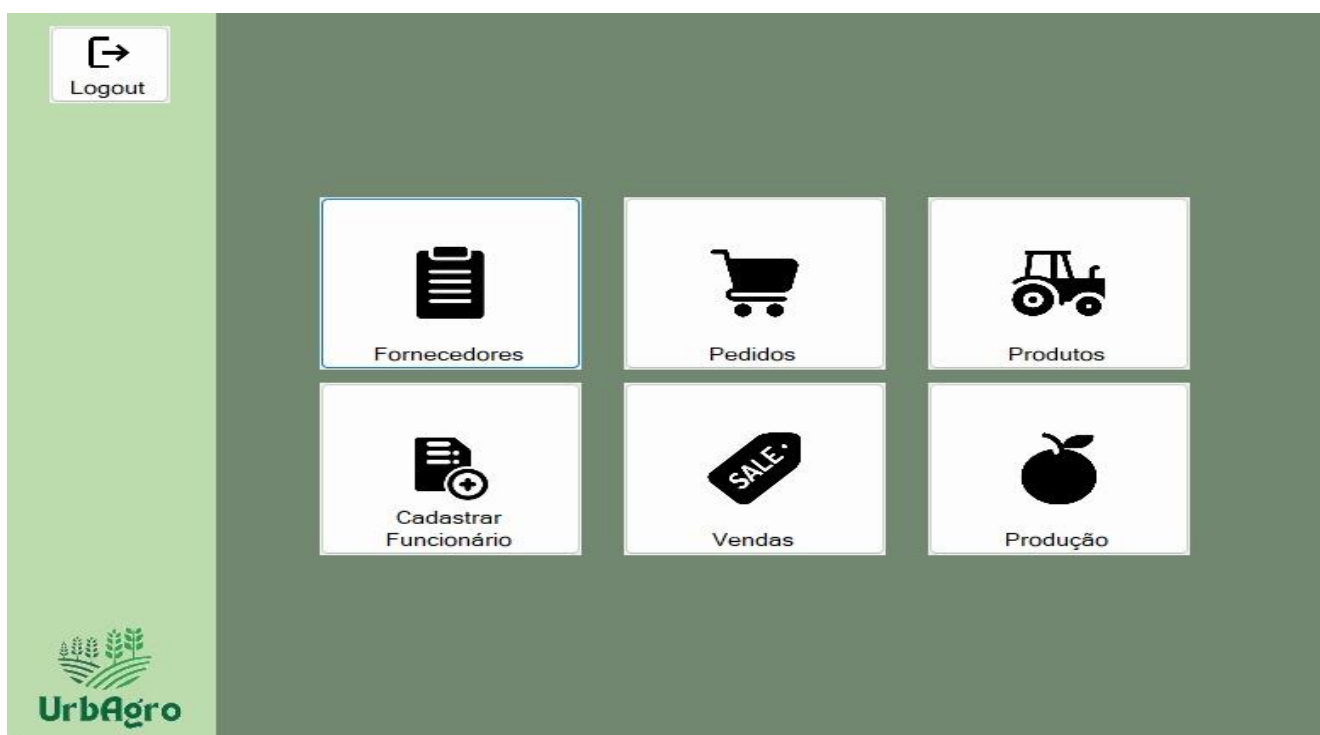 Logout
Fornecedores
Pedidos
Produtos
Cadastrar
Funcionário
SALE
Vendas
Produção
UrbAgro